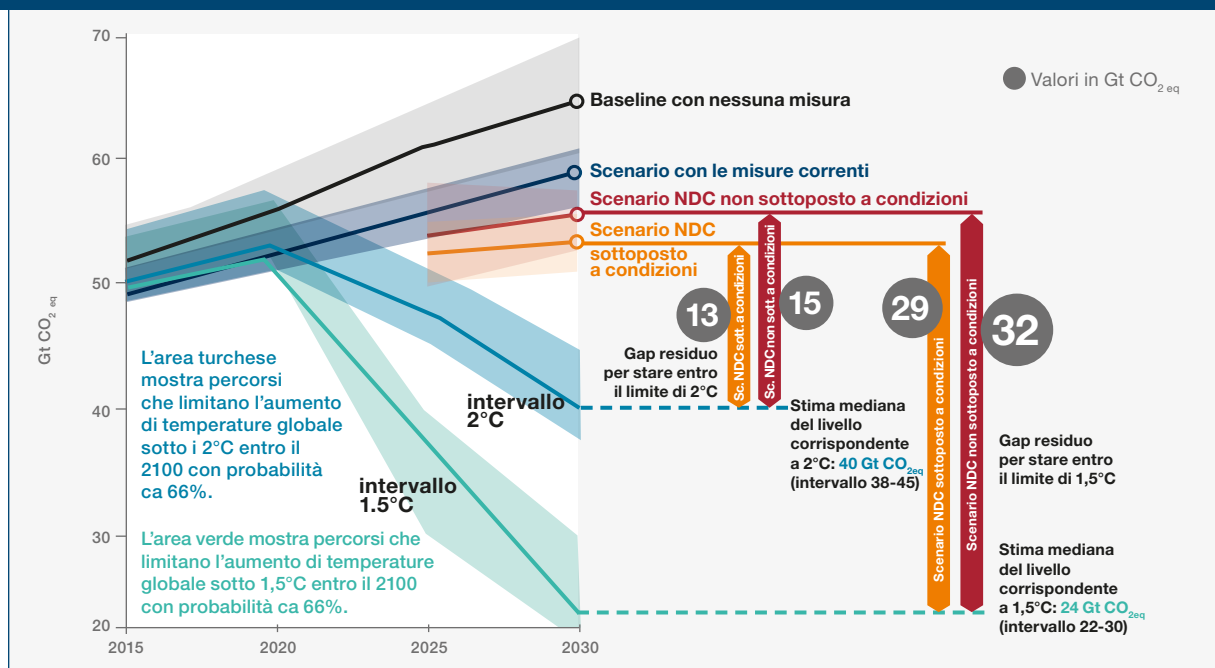 70
60
50
40
30
20
Gt CO2 eq
2015
2020
2025
2030
Valori in Gt CO2 eq
Baseline con nessuna misura
Scenario con le misure correnti
Scenario NDC non sottoposto a condizioni
Scenario NDC
sottoposto
a condizioni
L'area turchese
mostra percorsi
che limitano l'aumento
di temperature globale
sotto i 2°C entro il
2100 con probabilità
ca 66%.
L'area verde mostra percorsi che
limitano l'aumento di temperature
globale sotto 1,5°C entro il 2100
con probabilità ca 66%.
intervallo
2°C
intervallo
1.5°C
13
Sc. NDC sott. a condizioni
Sc. NDC non sott. a condizioni
15
Gap residuo
per stare entro
il limite di 2°C
Stima mediana
del livello
corrispondente
a 2°C: 40 Gt CO2eq
(intervallo 38-45)
29
Scenario NDC sottoposto a condizioni
Scenario NDC non sottoposto a condizioni
32
Gap residuo
per stare entro
il limite di 1,5°C
Stima mediana
del livello
corrispondente
a 1,5°C: 24 Gt CO2eq
(intervallo 22-30)